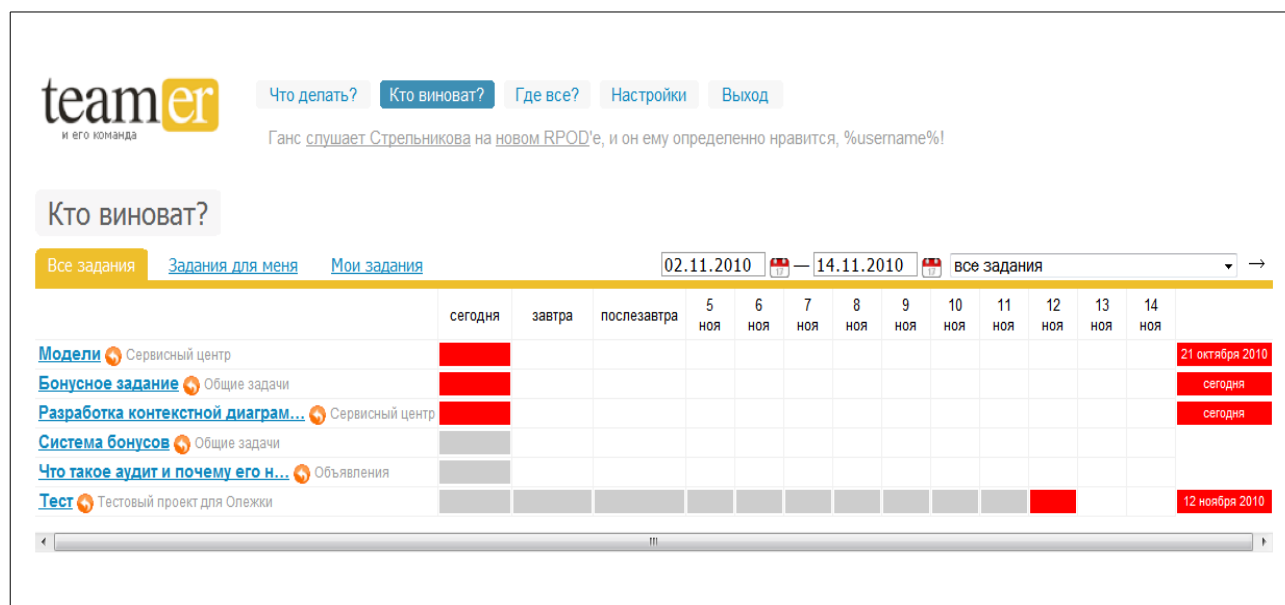 teamer
и его команда
Что делать? Кто виноват? Где все? Настройки Выход
Ганс слушает Стрельникова на новом RPOD'е, и он ему определенно нравится, %username%!
Кто виноват?
Все задания Задания для меня Мои задания 02.11.2010 17 — 14.11.2010 17 все задания →
сегодня завтра послезавтра 5 ноя 6 ноя 7 ноя 8 ноя 9 ноя 10 ноя 11 ноя 12 ноя 13 ноя 14 ноя
Модели Сервисный центр 21 октября 2010
Бонусное задание Общие задачи сегодня
Разработка контекстной диаграм... Сервисный центр сегодня
Система бонусов Общие задачи
Что такое аудит и почему его н... Объявления
Тест Тестовый проект для Олежки 12 ноября 2010